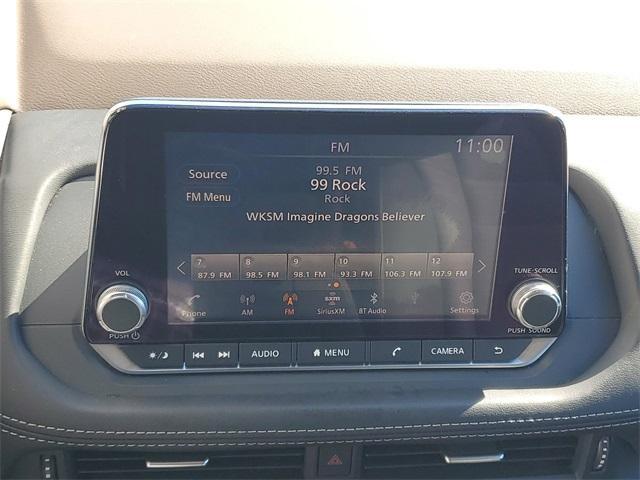 FM
11:00
Source
99.5 FM
99 Rock
FM Menu
Rock
WKSM Imagine Dragons Believer
7 8 9 10 11 12
87.9 FM 98.5 FM 98.1 FM 93.3 FM 106.3 FM 107.9 FM
VOL
TUNE·SCROLL
sxm
Phone AM FM SiriusXM BT Audio Settings
PUSH
PUSH SOUND
AUDIO MENU CAMERA